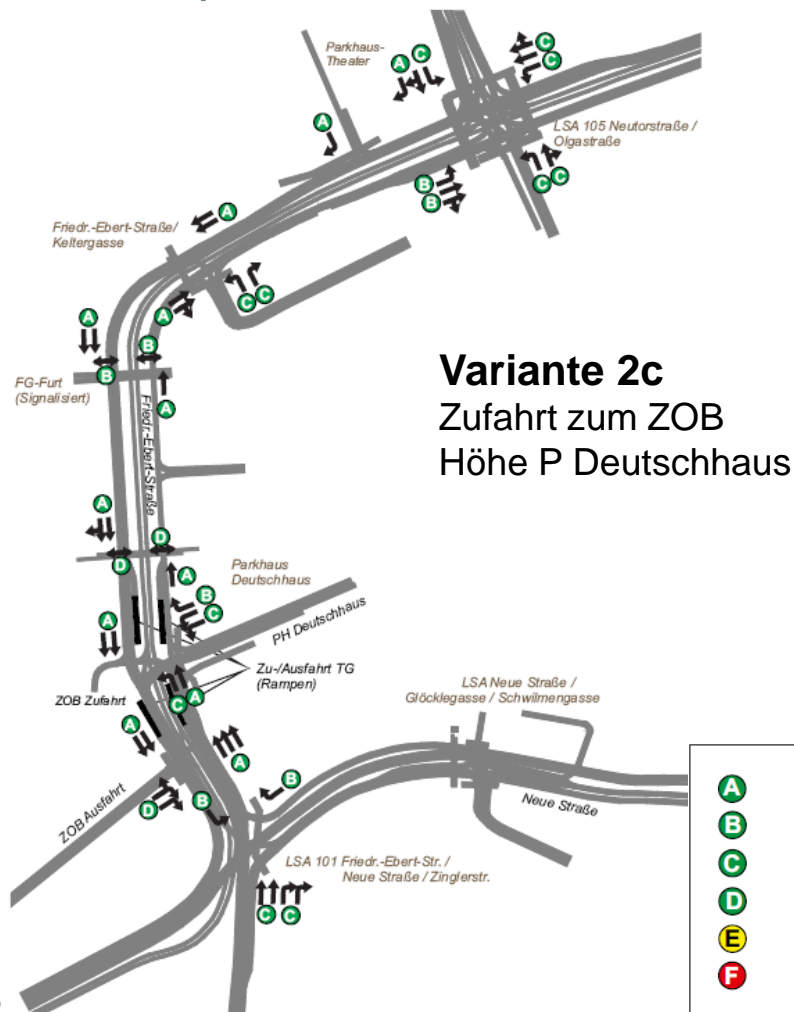 Parkhaus-
Theater
A C
C
C
LSA 105 Neutorstraße /
Olgastraße
A
B
B
C C
Friedr.-Ebert-Straße/
Keltergasse
A
C C
A
A
B
B
FG-Furt
(Signalisiert)
A
Friedr.-Ebert-Straße
Variante 2c
Zufahrt zum ZOB
Höhe P Deutschhaus
A
D
D
Parkhaus
Deutschhaus
A
B
C
A
PH Deutschhaus
Zu-/Ausfahrt TG
(Rampen)
ZOB Zufahrt
C A
A
A
LSA Neue Straße /
Glöcklegasse / Schwilmengasse
B
B
D
ZOB Ausfahrt
Neue Straße
LSA 101 Friedr.-Ebert-Str. /
Neue Straße / Zinglerstr.
C C
A
B
C
D
E
F